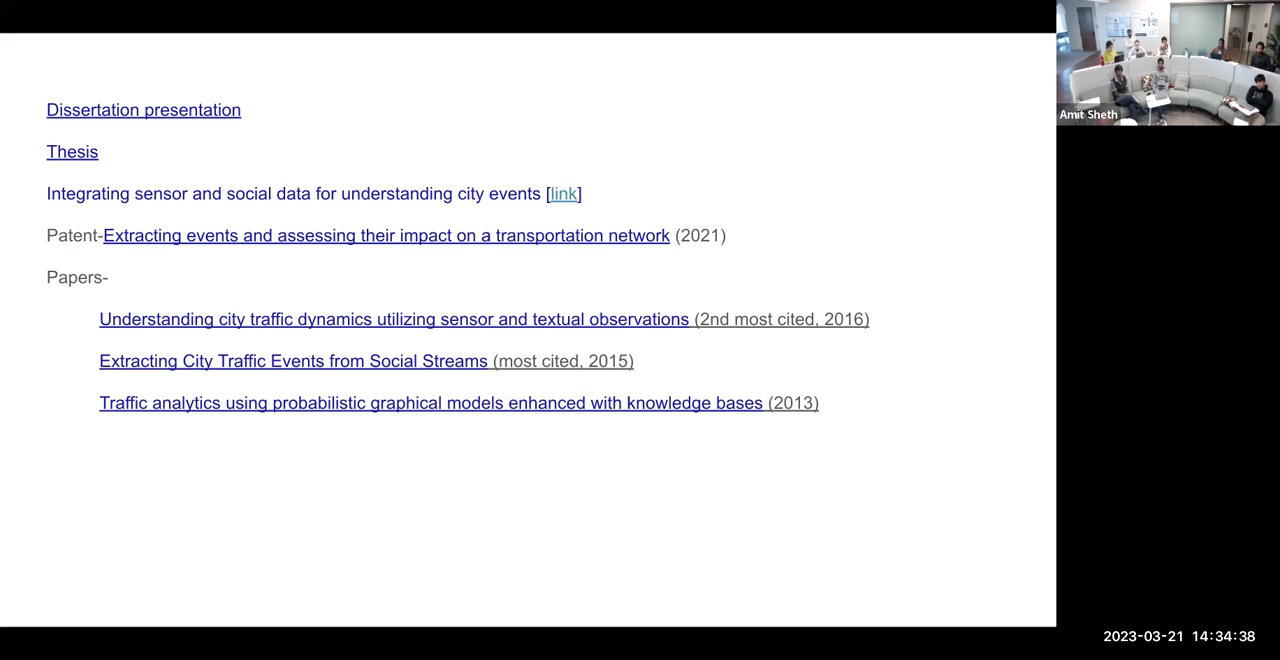 Dissertation presentation
Thesis
Integrating sensor and social data for understanding city events [link]
Patent-Extracting events and assessing their impact on a transportation network (2021)
Papers-
Understanding city traffic dynamics utilizing sensor and textual observations (2nd most cited, 2016)
Extracting City Traffic Events from Social Streams (most cited, 2015)
Traffic analytics using probabilistic graphical models enhanced with knowledge bases (2013)
Amit Sheth
2023-03-21 14:34:38